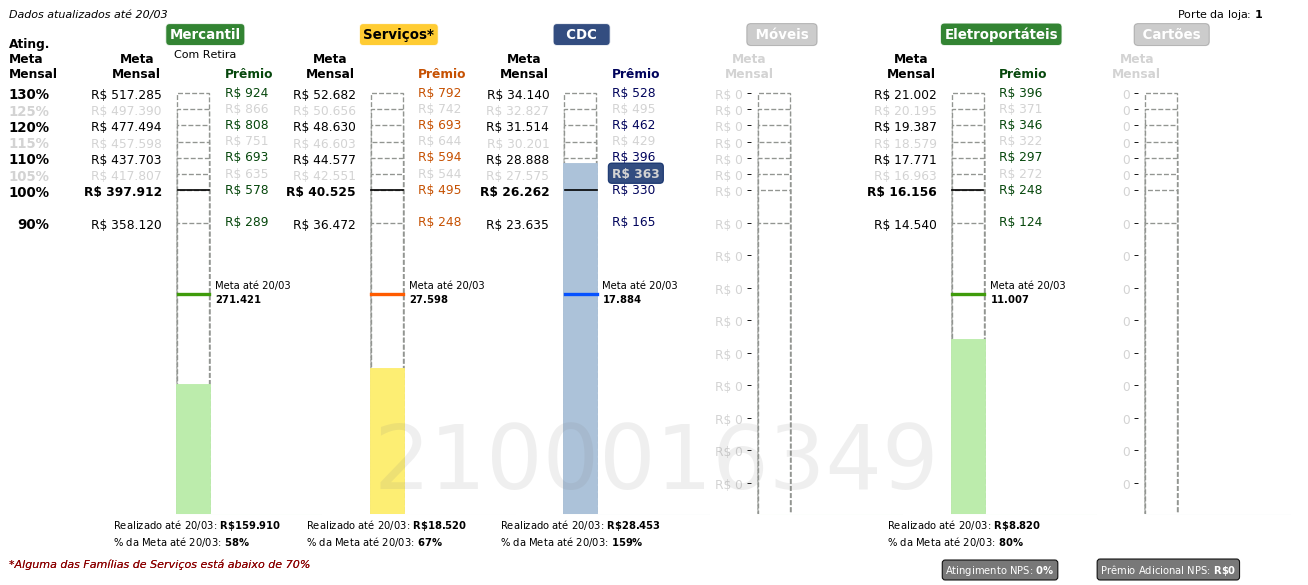 Dados atualizados até 20/03
Porte da loja: 1
Mercantil Serviços* CDC Móveis Eletroportáteis Cartões
Com Retira
Ating. Meta Mensal
Meta Mensal Prêmio Meta Mensal Prêmio Meta Mensal Prêmio Meta Mensal Meta Mensal Prêmio Meta Mensal
130% R$ 517.285 R$ 924 R$ 52.682 R$ 792 R$ 34.140 R$ 528 R$ 0 R$ 21.002 R$ 396 0
125% R$ 497.390 R$ 866 R$ 50.656 R$ 742 R$ 32.827 R$ 495 R$ 0 R$ 20.195 R$ 371 0
120% R$ 477.494 R$ 808 R$ 48.630 R$ 693 R$ 31.514 R$ 462 R$ 0 R$ 19.387 R$ 346 0
115% R$ 457.598 R$ 751 R$ 46.603 R$ 644 R$ 30.201 R$ 429 R$ 0 R$ 18.579 R$ 322 0
110% R$ 437.703 R$ 693 R$ 44.577 R$ 594 R$ 28.888 R$ 396 R$ 0 R$ 17.771 R$ 297 0
105% R$ 417.807 R$ 635 R$ 42.551 R$ 544 R$ 27.575 R$ 363 R$ 0 R$ 16.963 R$ 272 0
100% R$ 397.912 R$ 578 R$ 40.525 R$ 495 R$ 26.262 R$ 330 R$ 0 R$ 16.156 R$ 248 0
90% R$ 358.120 R$ 289 R$ 36.472 R$ 248 R$ 23.635 R$ 165 R$ 0 R$ 14.540 R$ 124 0
R$ 0 0
Meta até 20/03 Meta até 20/03 Meta até 20/03 R$ 0 Meta até 20/03 0
271.421 27.598 17.884 11.007
R$ 0 0
R$ 0 0
R$ 0 0
R$ 0 0
R$ 0 0
2100016349
R$ 0 0
Realizado até 20/03: R$159.910 Realizado até 20/03: R$18.520 Realizado até 20/03: R$28.453 Realizado até 20/03: R$8.820
% da Meta até 20/03: 58% % da Meta até 20/03: 67% % da Meta até 20/03: 159% % da Meta até 20/03: 80%
*Alguma das Famílias de Serviços está abaixo de 70%
Atingimento NPS: 0% Prêmio Adicional NPS: R$0